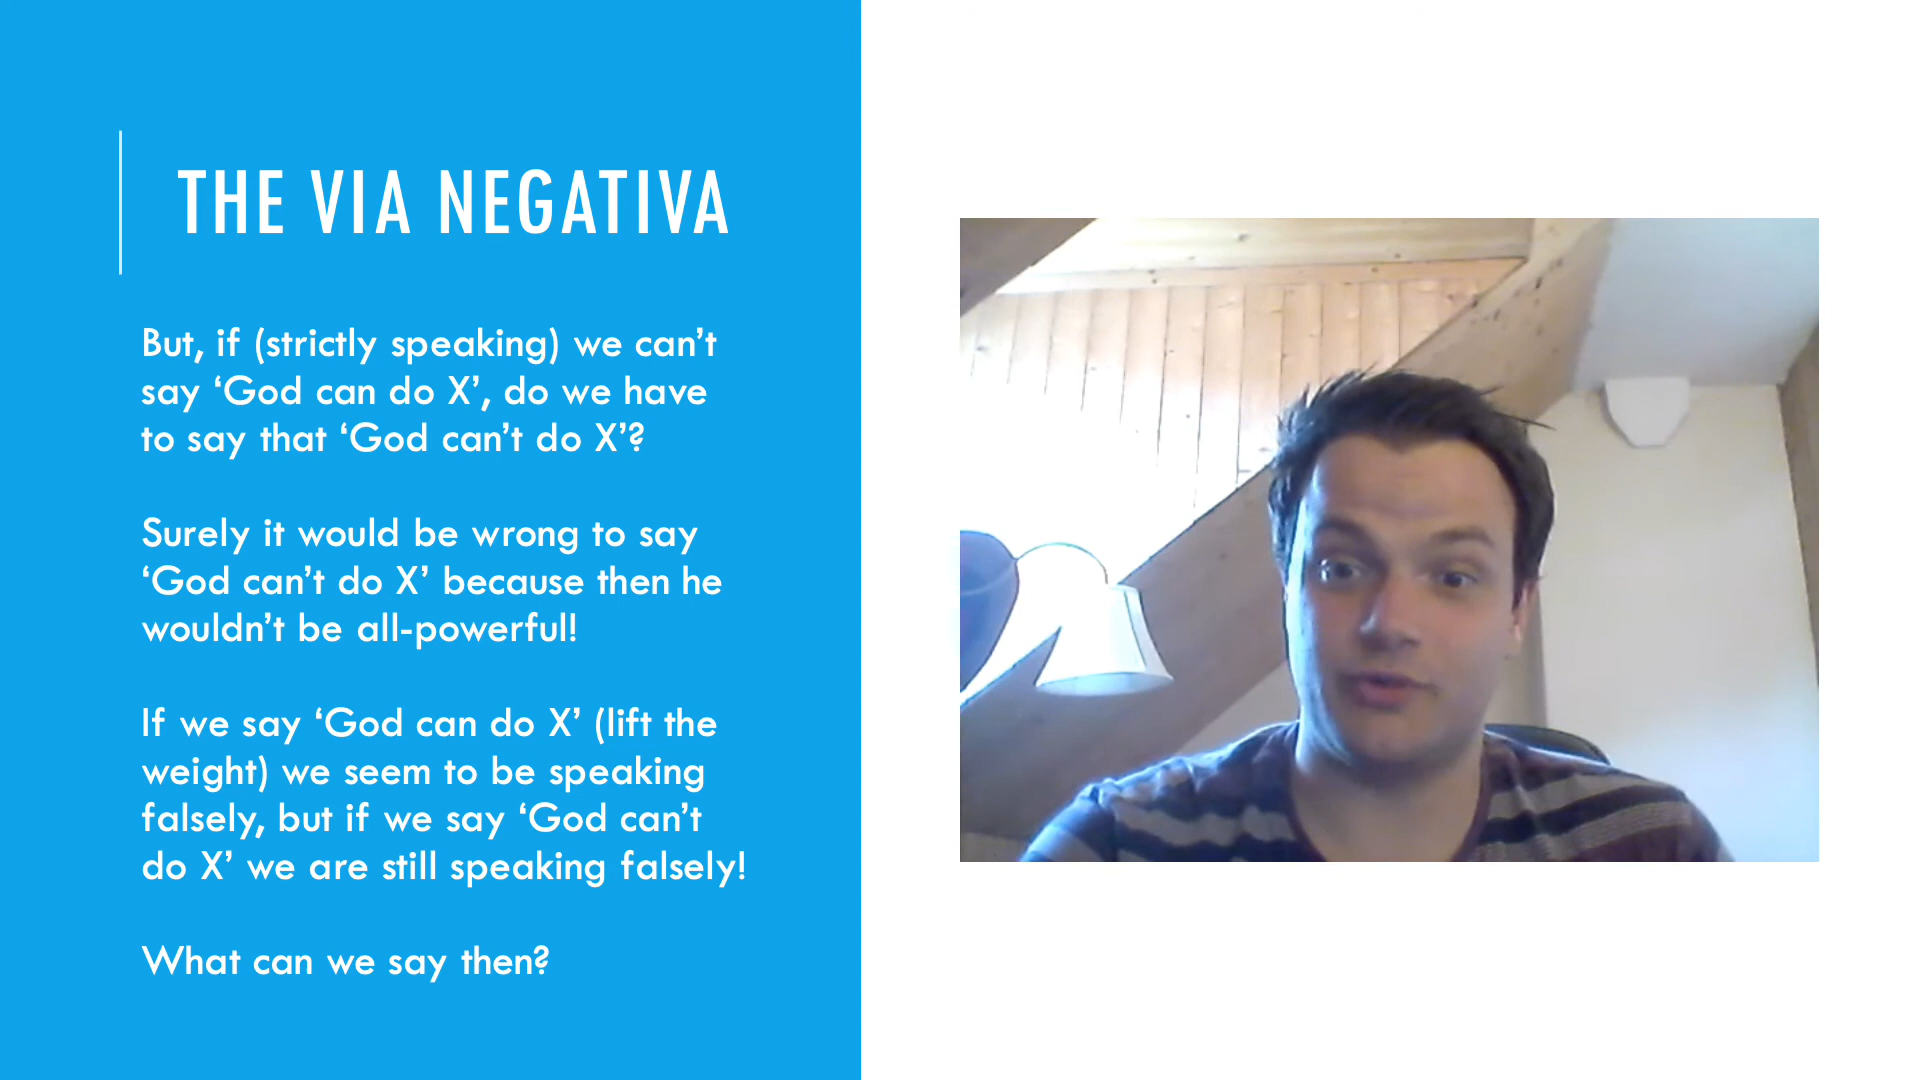 THE VIA NEGATIVA
But, if (strictly speaking) we can’t
say ‘God can do X’, do we have
to say that ‘God can’t do X’?
Surely it would be wrong to say
‘God can’t do X’ because then he
wouldn’t be all-powerful!
If we say ‘God can do X’ (lift the
weight) we seem to be speaking
falsely, but if we say ‘God can’t
do X’ we are still speaking falsely!
What can we say then?